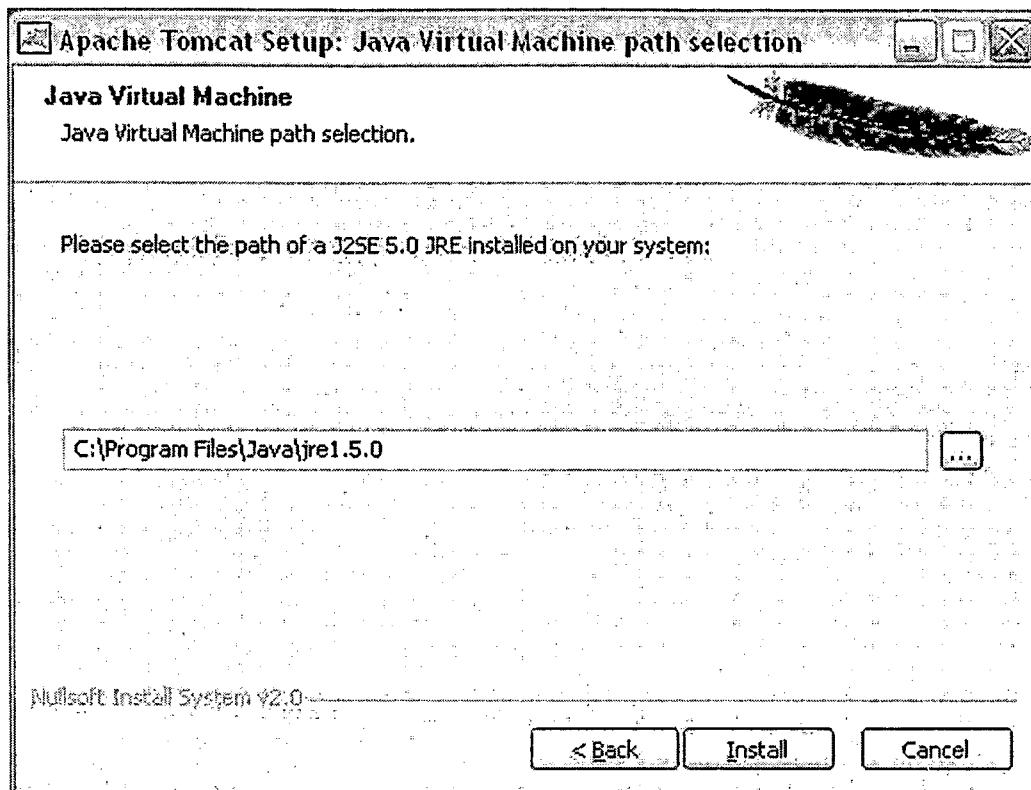 Apache Tomcat Setup: Java Virtual Machine path selection
Java Virtual Machine
Java Virtual Machine path selection.
Please select the path of a J2SE 5.0 JRE installed on your system:
C:\Program Files\Java\jre1.5.0
...
Nullsoft Install System v2.0
< Back
Install
Cancel